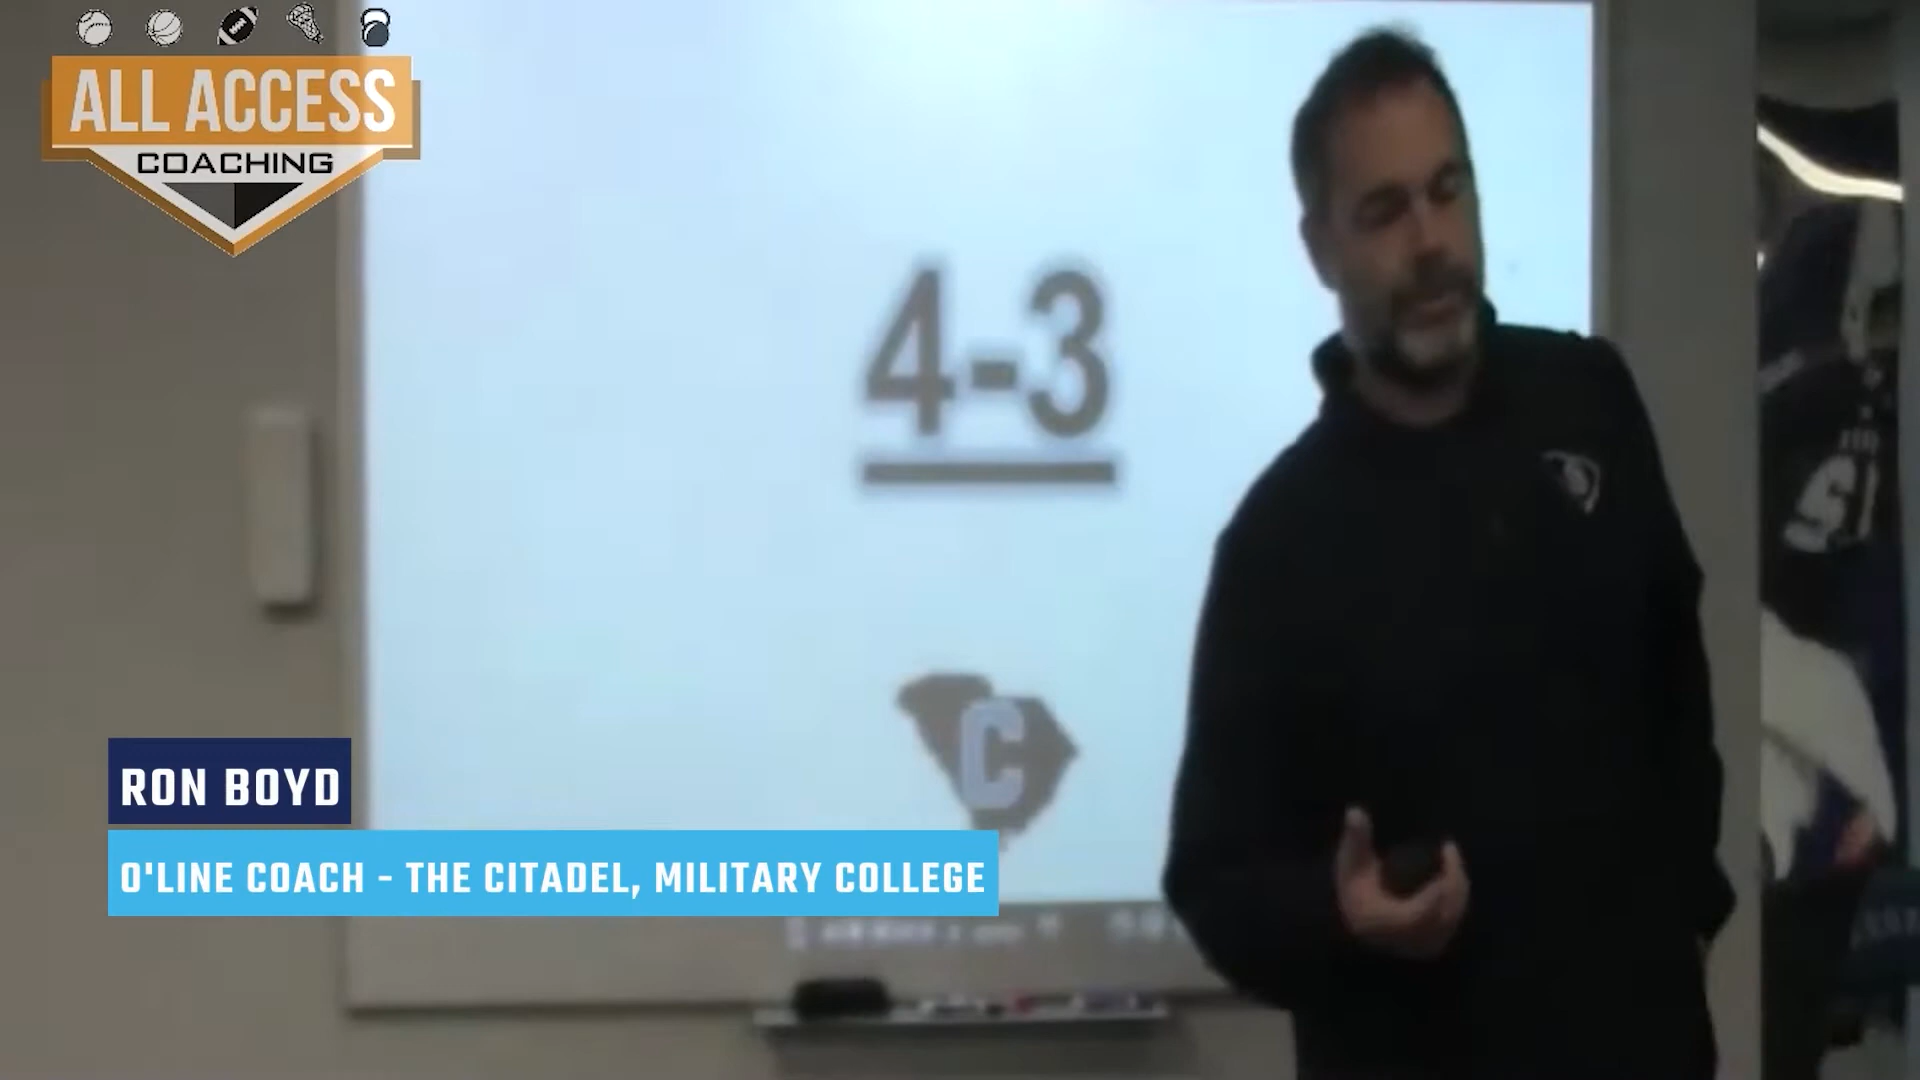 ALL ACCESS
COACHING
4-3
C
RON BOYD
O'LINE COACH - THE CITADEL, MILITARY COLLEGE